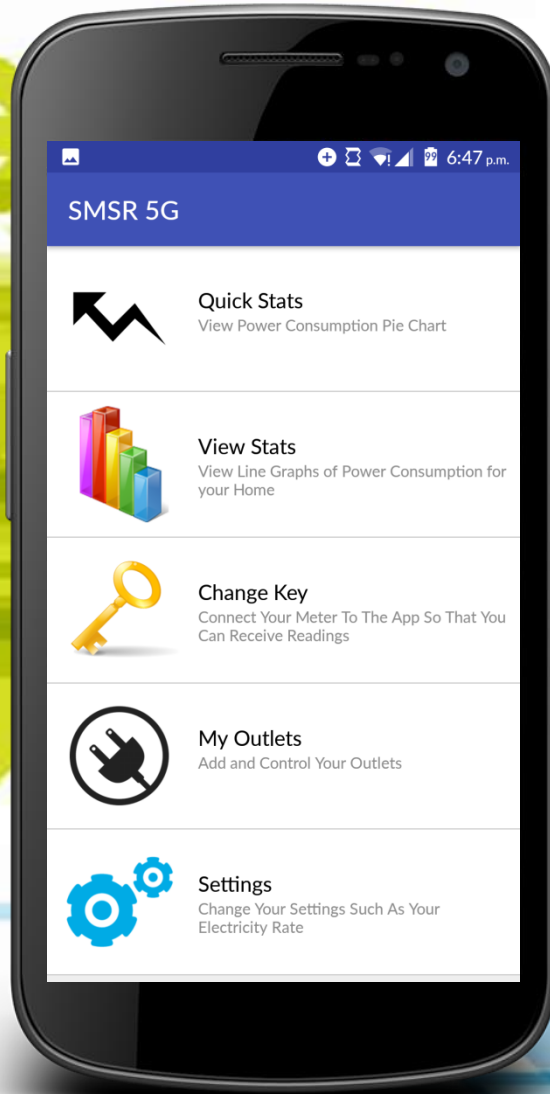 99 6:47 p.m.
SMSR 5G
Quick Stats
View Power Consumption Pie Chart
View Stats
View Line Graphs of Power Consumption for
your Home
Change Key
Connect Your Meter To The App So That You
Can Receive Readings
My Outlets
Add and Control Your Outlets
Settings
Change Your Settings Such As Your
Electricity Rate